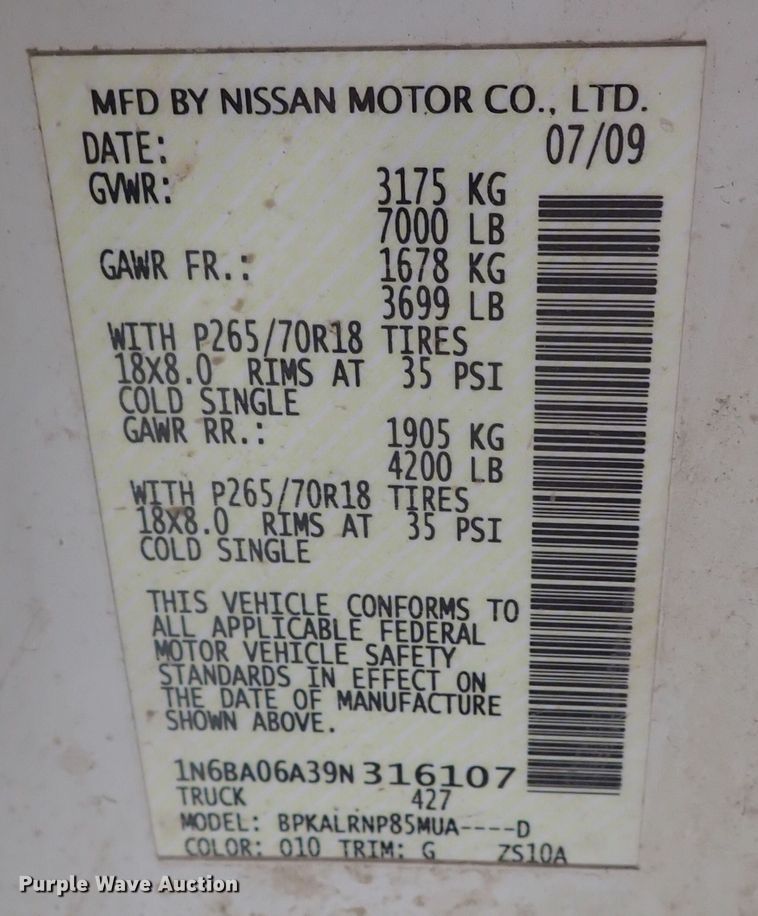 MFD BY NISSAN MOTOR CO., LTD.
DATE: 07/09
GVWR: 3175 KG
7000 LB
GAWR FR.: 1678 KG
3699 LB
WITH P265/70R18 TIRES
18X8.0 RIMS AT 35 PSI
COLD SINGLE
GAWR RR.: 1905 KG
4200 LB
WITH P265/70R18 TIRES
18X8.0 RIMS AT 35 PSI
COLD SINGLE
THIS VEHICLE CONFORMS TO
ALL APPLICABLE FEDERAL
MOTOR VEHICLE SAFETY
STANDARDS IN EFFECT ON
THE DATE OF MANUFACTURE
SHOWN ABOVE.
1N6BA06A39N 316107
TRUCK 427
MODEL: BPKALRNP85MUA----D
COLOR: 010 TRIM: G ZS10A
Purple Wave Auction